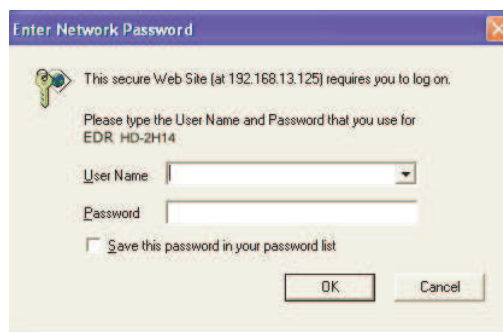 Enter Network Password
This secure Web Site (at 192.168.13.125) requires you to log on.
Please type the User Name and Password that you use for
EDR HD-2H14
User Name
Password
Save this password in your password list
OK Cancel